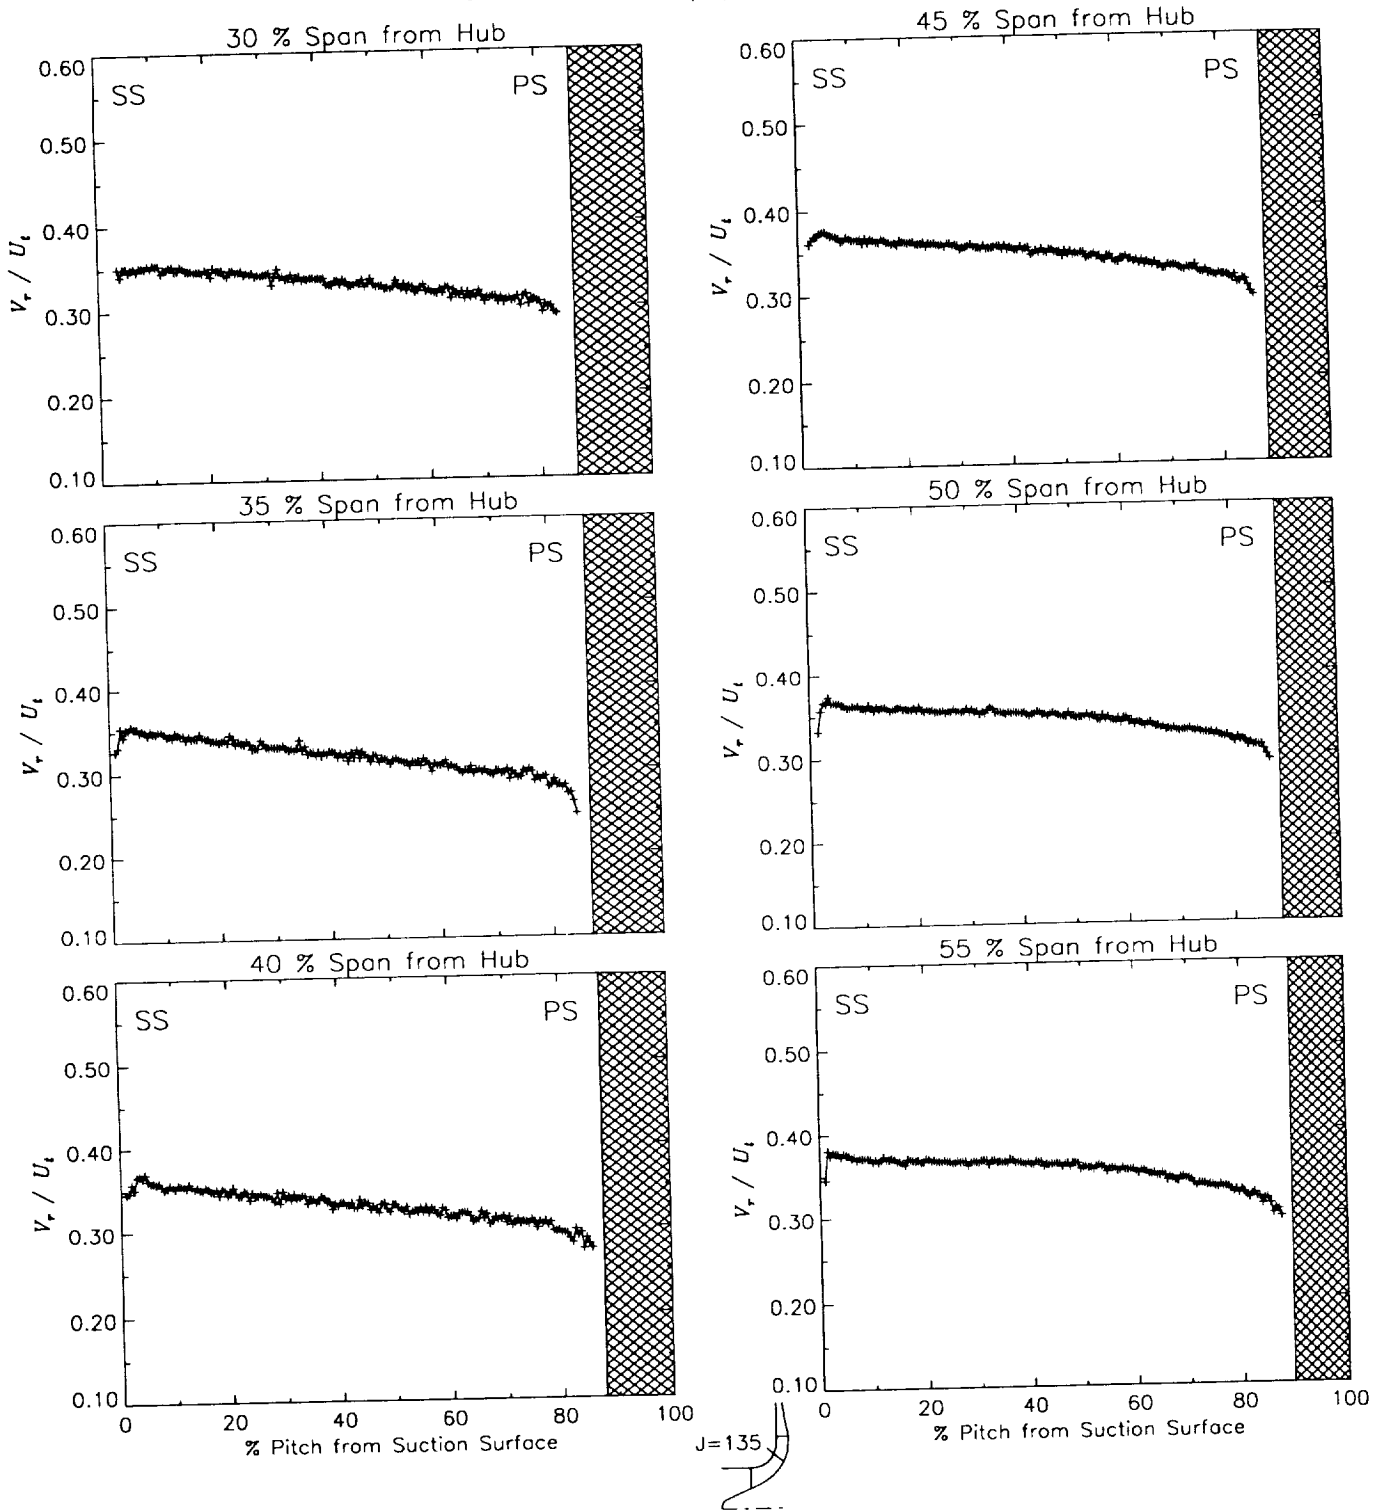 30 % Span from Hub
0.60
0.50
0.40
0.30
0.20
0.10
V_r / U_t
SS
PS
35 % Span from Hub
0.60
0.50
0.40
0.30
0.20
0.10
V_r / U_t
SS
PS
40 % Span from Hub
0.60
0.50
0.40
0.30
0.20
0.10
V_r / U_t
SS
PS
0 20 40 60 80 100
% Pitch from Suction Surface
45 % Span from Hub
0.60
0.50
0.40
0.30
0.20
0.10
V_r / U_t
SS
PS
50 % Span from Hub
0.60
0.50
0.40
0.30
0.20
0.10
V_r / U_t
SS
PS
55 % Span from Hub
0.60
0.50
0.40
0.30
0.20
0.10
V_r / U_t
SS
PS
0 20 40 60 80 100
% Pitch from Suction Surface
J=135